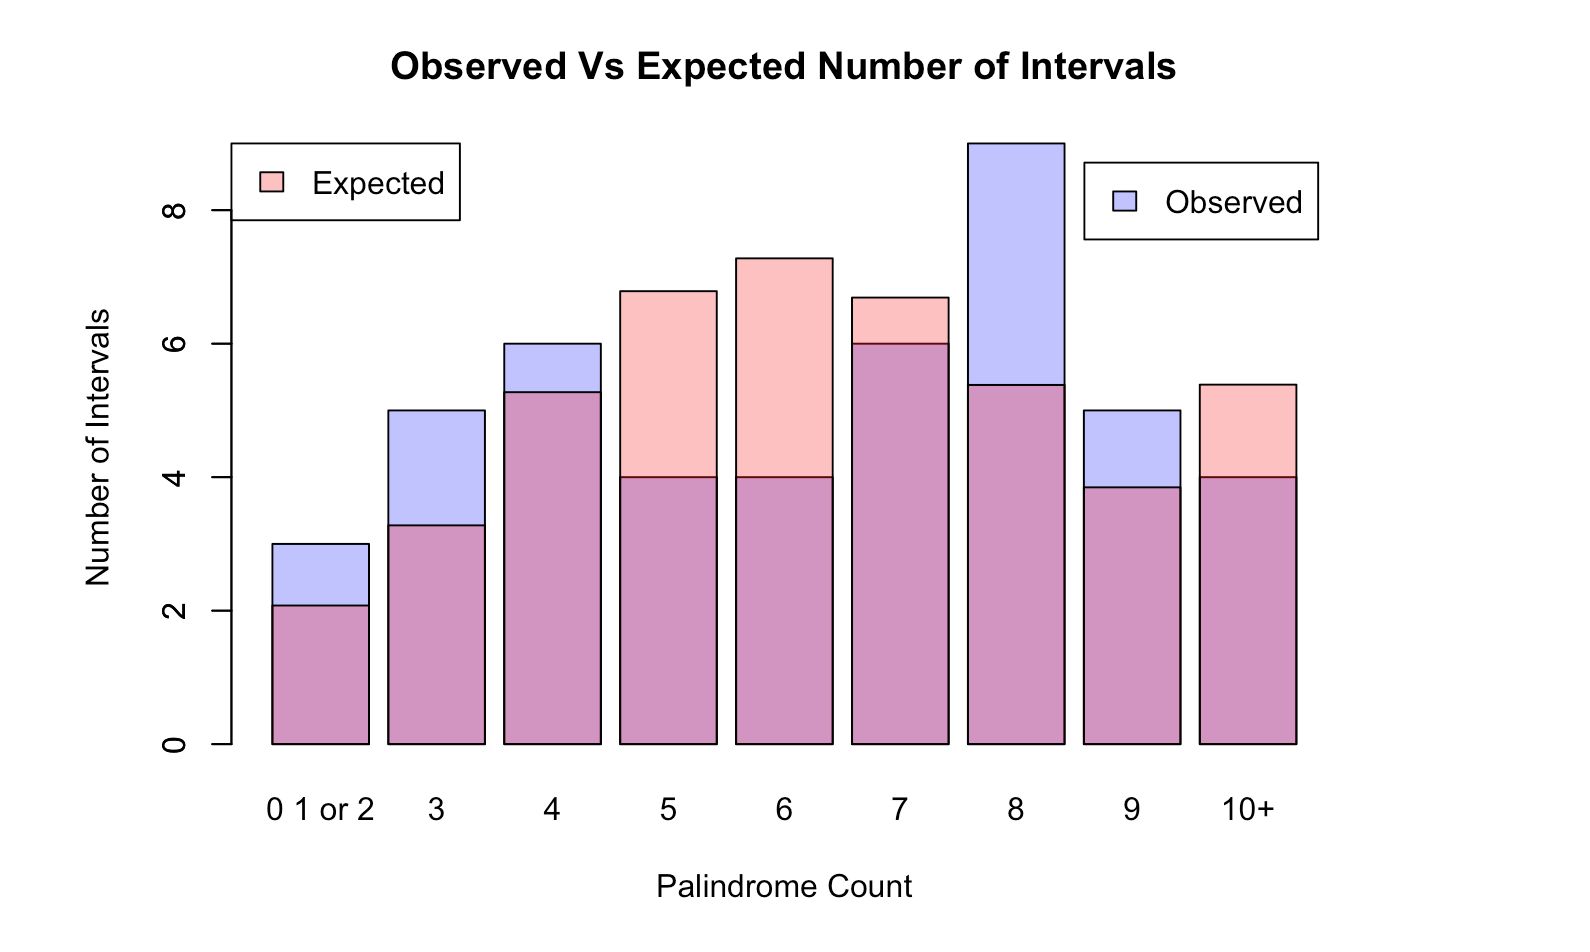 Observed Vs Expected Number of Intervals
Expected
Observed
Number of Intervals
8
6
4
2
0
0 1 or 2 3 4 5 6 7 8 9 10+
Palindrome Count